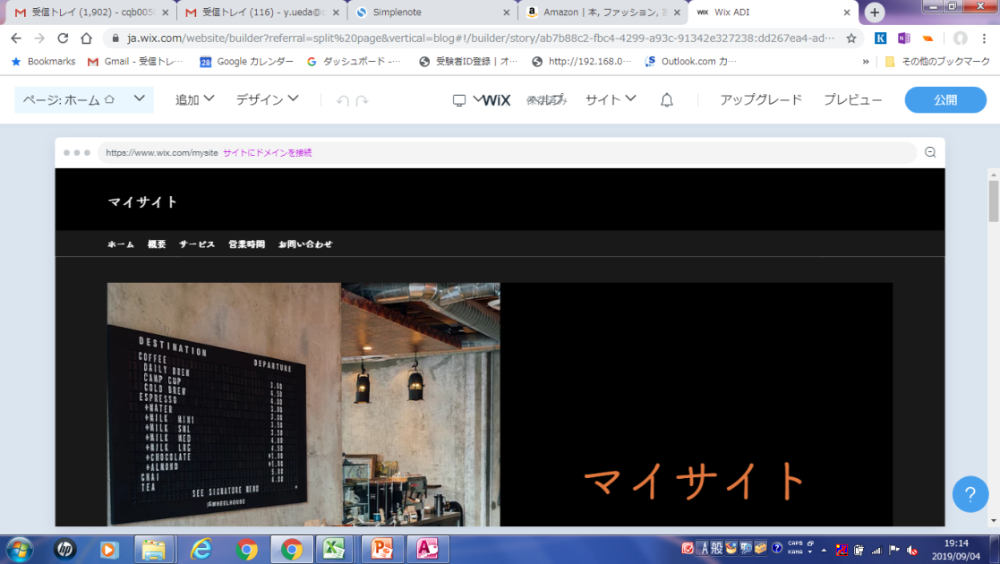 受信トレイ (1,902) - cqb005
受信トレイ (116) - y.ueda@c
Simplenote
Amazon | 本, ファッション,
WiX Wix ADI
ja.wix.com/website/builder?referral=split%20page&vertical=blog#!/builder/story/ab7b88c2-fbc4-4299-a93c-91342e327238:dd267ea4-ad…
Bookmarks
Gmail - 受信トレ…
28 Google カレンダー
ダッシュボード -…
受験者ID登録 | オ…
http://192.168.0…
Outlook.com カ…
» その他のブックマーク
ページ: ホーム
追加
デザイン
WiX
ヘルプ
サイト
アップグレード
プレビュー
公開
https://www.wix.com/mysite サイトにドメインを接続
マイサイト
ホーム 概要 サービス 営業時間 お問い合わせ
DESTINATION DEPARTURE
COFFEE
DAILY BREW 3.00
CAMP CUP 4.50
COLD BREW 4.00
ESPRESSO 3.00
+WATER 3.00
+MILK MINI 3.50
+MILK SML
+MILK MED
+MILK LRG 4.50
+CHOCOLATE +1.00
+ALMOND +1.00
CHAI 5.00
TEA 4.00
SEE SIGNATURE MENU
WHEELHOUSE
マイサイト
?
A 般
CAPS
KANA
19:14
2019/09/04